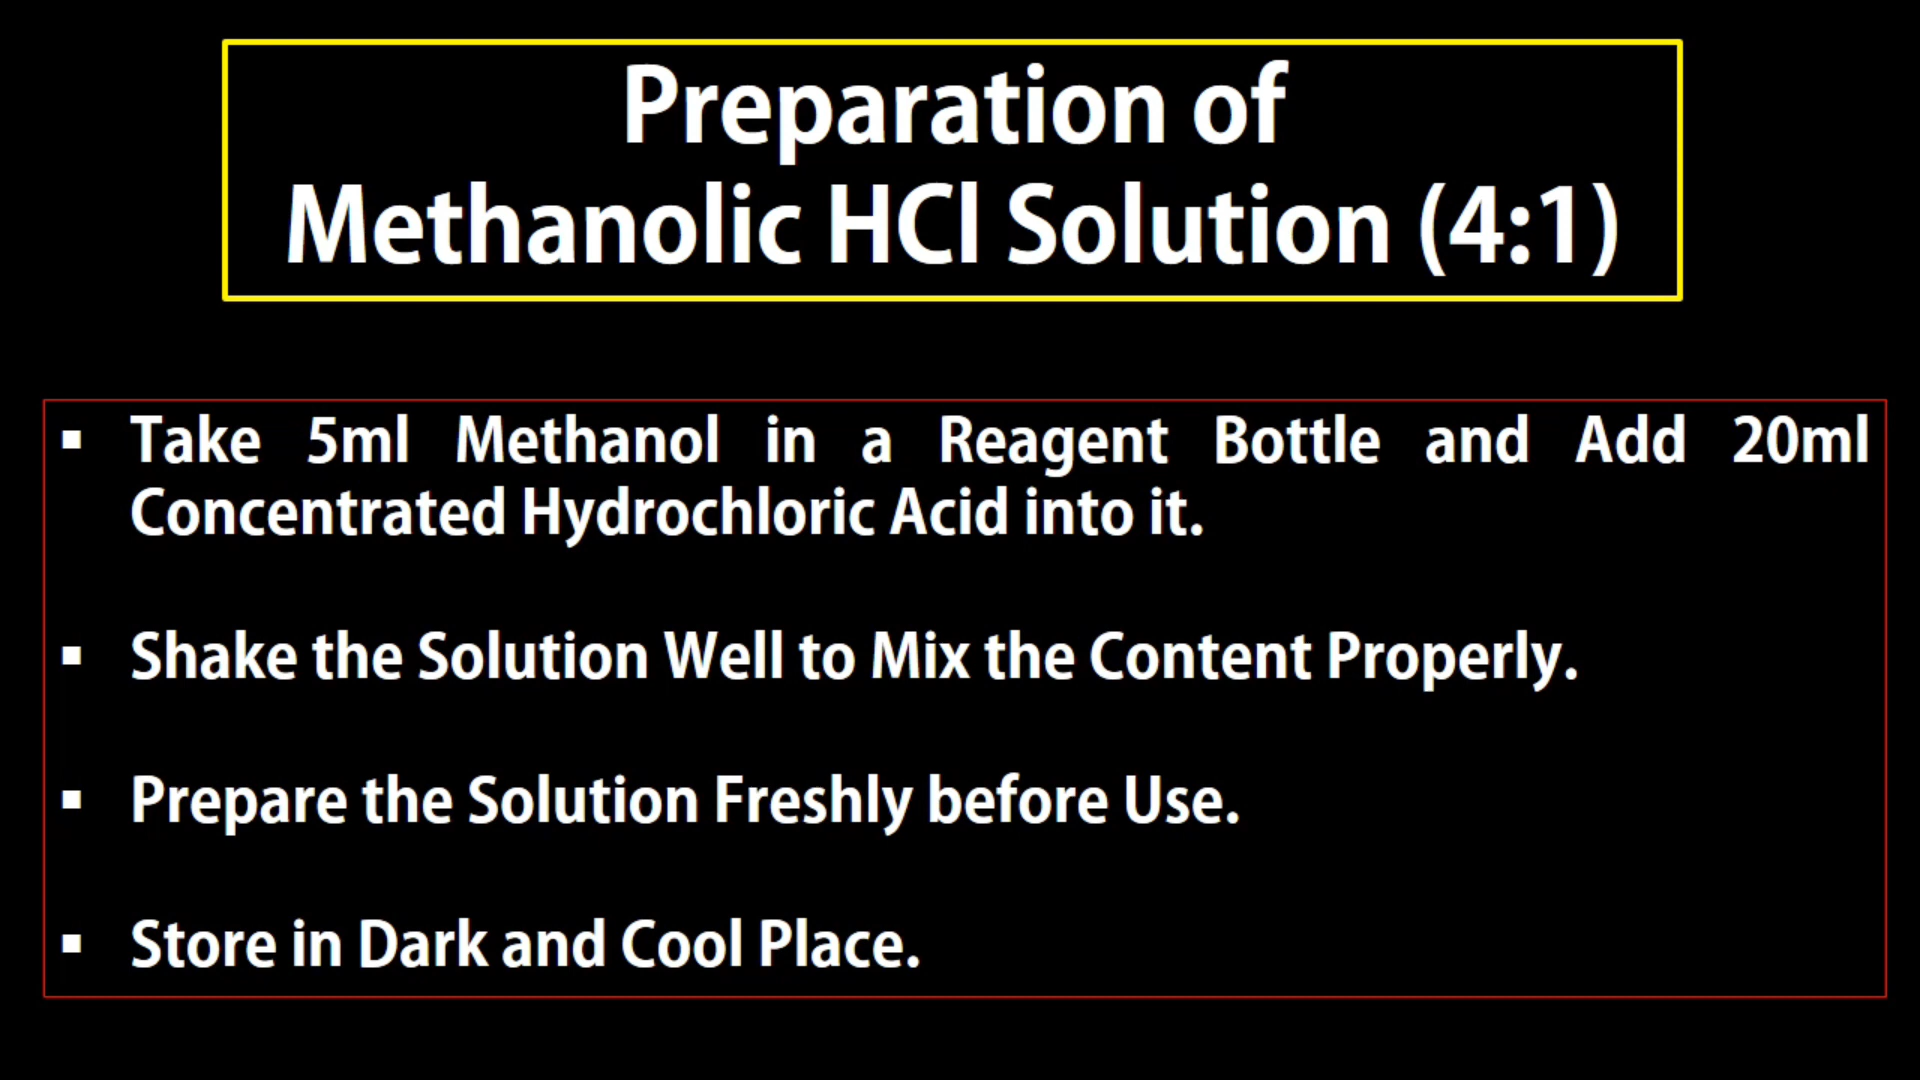 Preparation of
Methanolic HCl Solution (4:1)
▪ Take 5ml Methanol in a Reagent Bottle and Add 20ml
Concentrated Hydrochloric Acid into it.
▪ Shake the Solution Well to Mix the Content Properly.
▪ Prepare the Solution Freshly before Use.
▪ Store in Dark and Cool Place.